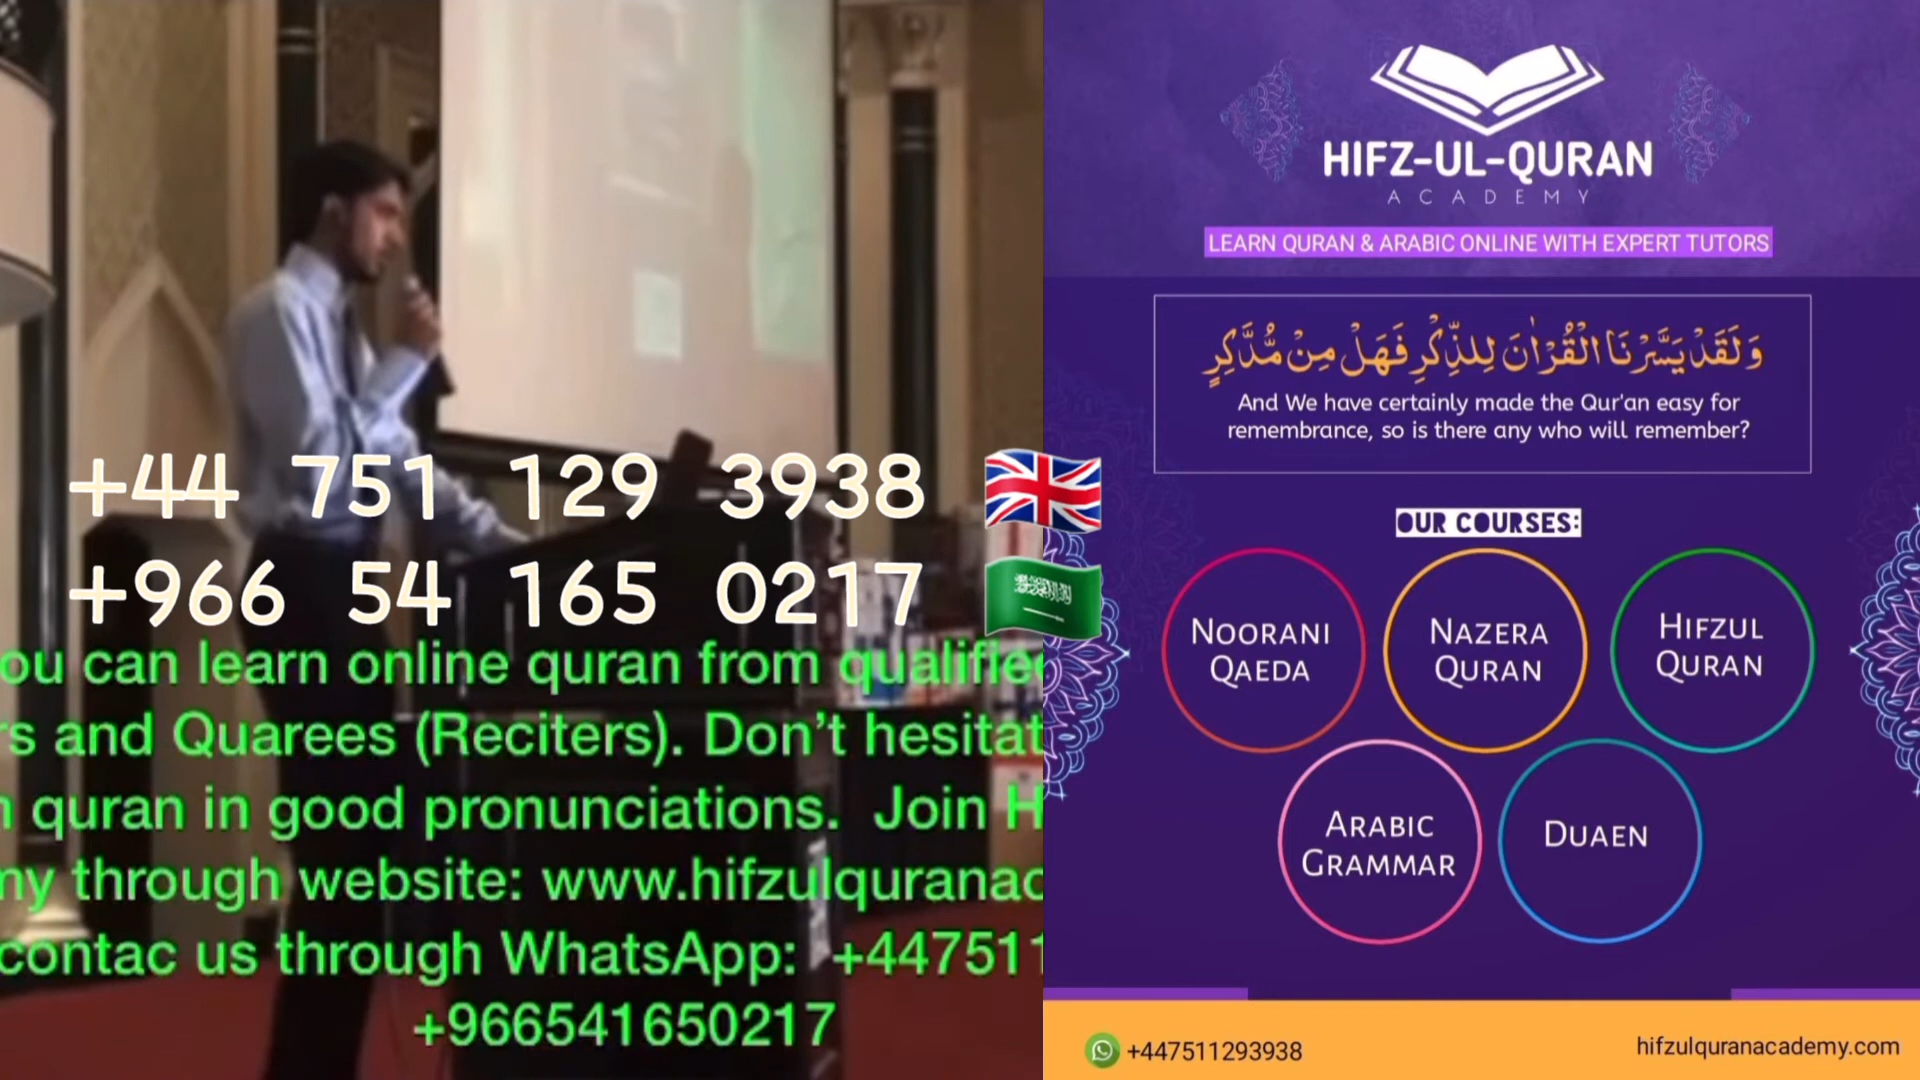 +44 751 129 3938
+966 54 165 0217
ou can learn online quran from qualifie
rs and Quarees (Reciters). Don't hesitat
quran in good pronunciations. Join H
my through website: www.hifzulquranac
contac us through WhatsApp: +447511
+966541650217
HIFZ-UL-QURAN
ACADEMY
LEARN QURAN & ARABIC ONLINE WITH EXPERT TUTORS
وَلَقَدْ يَسَّرْنَا الْقُرْاٰنَ لِلذِّكْرِ فَهَلْ مِنْ مُّدَّكِرٍ
And We have certainly made the Qur'an easy for
remembrance, so is there any who will remember?
OUR COURSES:
NOORANI
QAEDA
NAZERA
QURAN
HIFZUL
QURAN
ARABIC
GRAMMAR
DUAEN
+447511293938
hifzulquranacademy.com